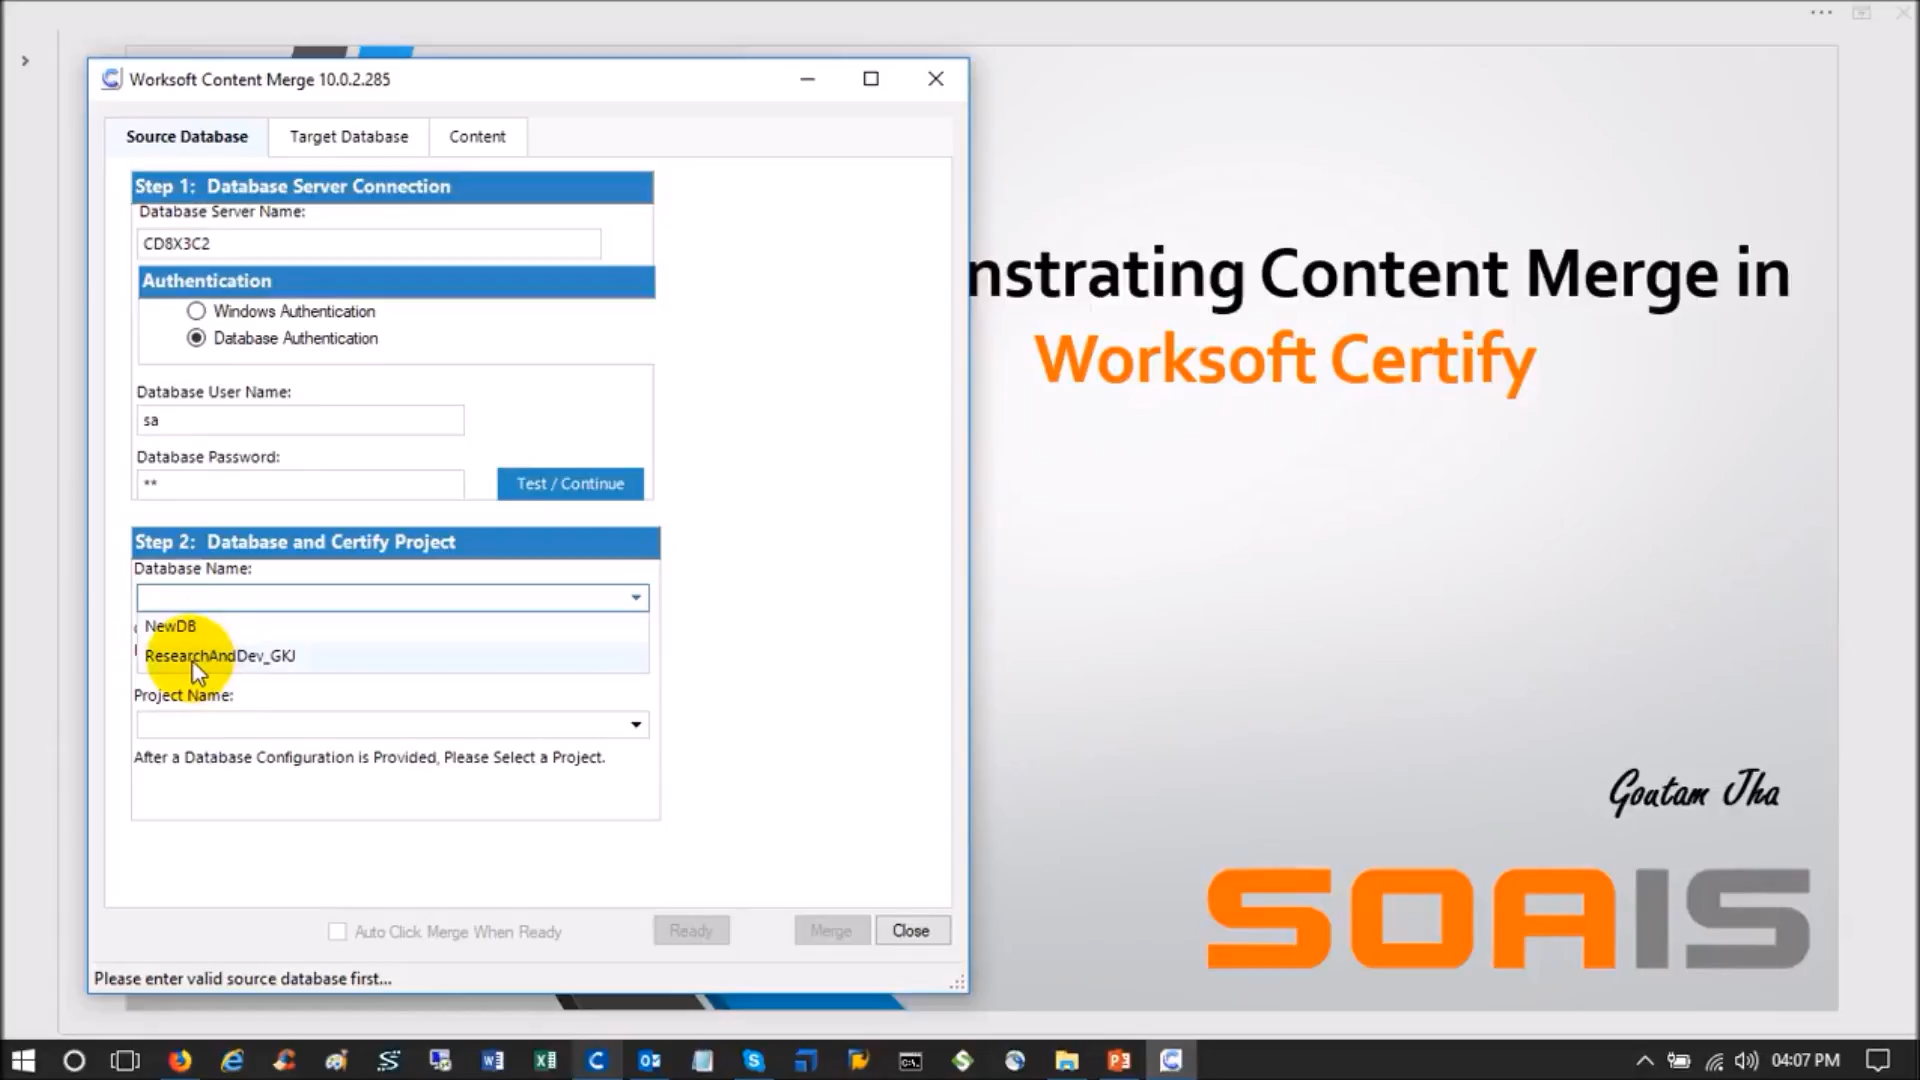 Worksoft Content Merge 10.0.2.285
Source Database
Target Database
Content
Step 1: Database Server Connection
Database Server Name:
CD8X3C2
Authentication
Windows Authentication
Database Authentication
Database User Name:
sa
Database Password:
**
Test / Continue
Step 2: Database and Certify Project
Database Name:
NewDB
ResearchAndDev_GKJ
Project Name:
After a Database Configuration is Provided, Please Select a Project.
Auto Click Merge When Ready
Ready
Merge
Close
Please enter valid source database first...
nstrating Content Merge in
Worksoft Certify
Goutam Jha
SOAIS
04:07 PM